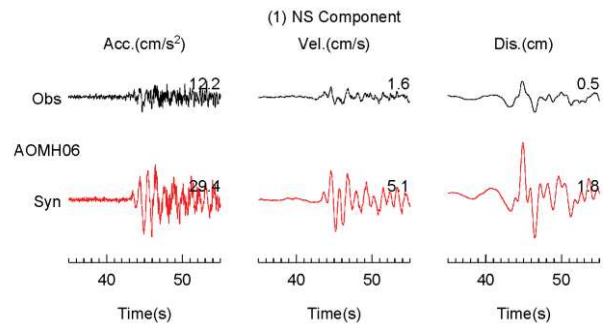 (1) NS Component
Acc.(cm/s²) Vel.(cm/s) Dis.(cm)
12.2 1.6 0.5
Obs
AOMH06
29.4 5.1 1.8
Syn
40 50 40 50 40 50
Time(s) Time(s) Time(s)